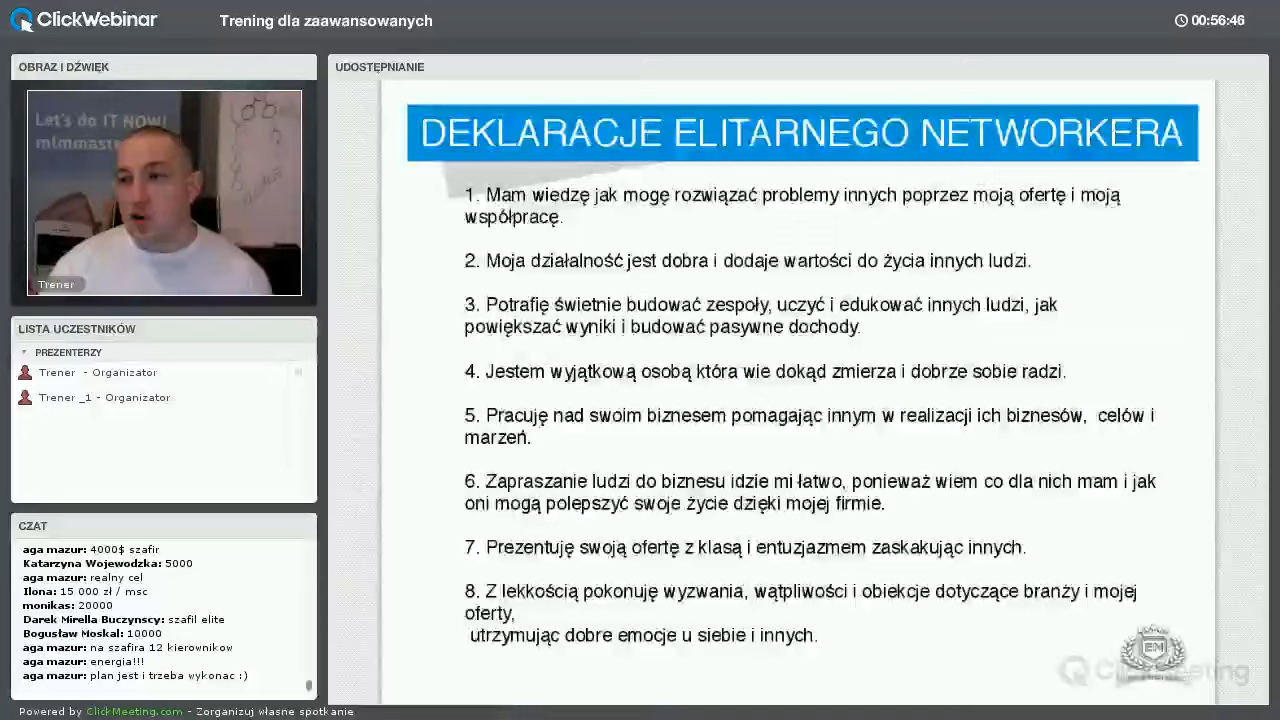 ClickWebinar
Trening dla zaawansowanych
00:56:46
OBRAZ I DŹWIĘK
Let's do IT NOW!
Trener
LISTA UCZESTNIKÓW
PREZENTERZY
Trener - Organizator
Trener _1 - Organizator
CZAT
aga mazur: 4000$ szafir
Katarzyna Wojewodzka: 5000
aga mazur: realny cel
Ilona: 15 000 zł / msc
monikas: 20000
Darek Mirella Buczynscy: szafil elite
Bogusław Moskal: 10000
aga mazur: na szafira 12 kierownikow
aga mazur: energia!!!
aga mazur: plan jest i trzeba wykonac :)
UDOSTĘPNIANIE
DEKLARACJE ELITARNEGO NETWORKERA
1. Mam wiedzę jak mogę rozwiązać problemy innych poprzez moją ofertę i moją
współpracę.
2. Moja działalność jest dobra i dodaje wartości do życia innych ludzi.
3. Potrafię świetnie budować zespoły, uczyć i edukować innych ludzi, jak
powiększać wyniki i budować pasywne dochody.
4. Jestem wyjątkową osobą która wie dokąd zmierza i dobrze sobie radzi.
5. Pracuję nad swoim biznesem pomagając innym w realizacji ich biznesów, celów i
marzeń.
6. Zapraszanie ludzi do biznesu idzie mi łatwo, ponieważ wiem co dla nich mam i jak
oni mogą polepszyć swoje życie dzięki mojej firmie.
7. Prezentuję swoją ofertę z klasą i entuzjazmem zaskakując innych.
8. Z lekkością pokonuję wyzwania, wątpliwości i obiekcje dotyczące branży i mojej
oferty,
utrzymując dobre emocje u siebie i innych.
EN
ClickMeeting
Powered by ClickMeeting.com - Zorganizuj własne spotkanie